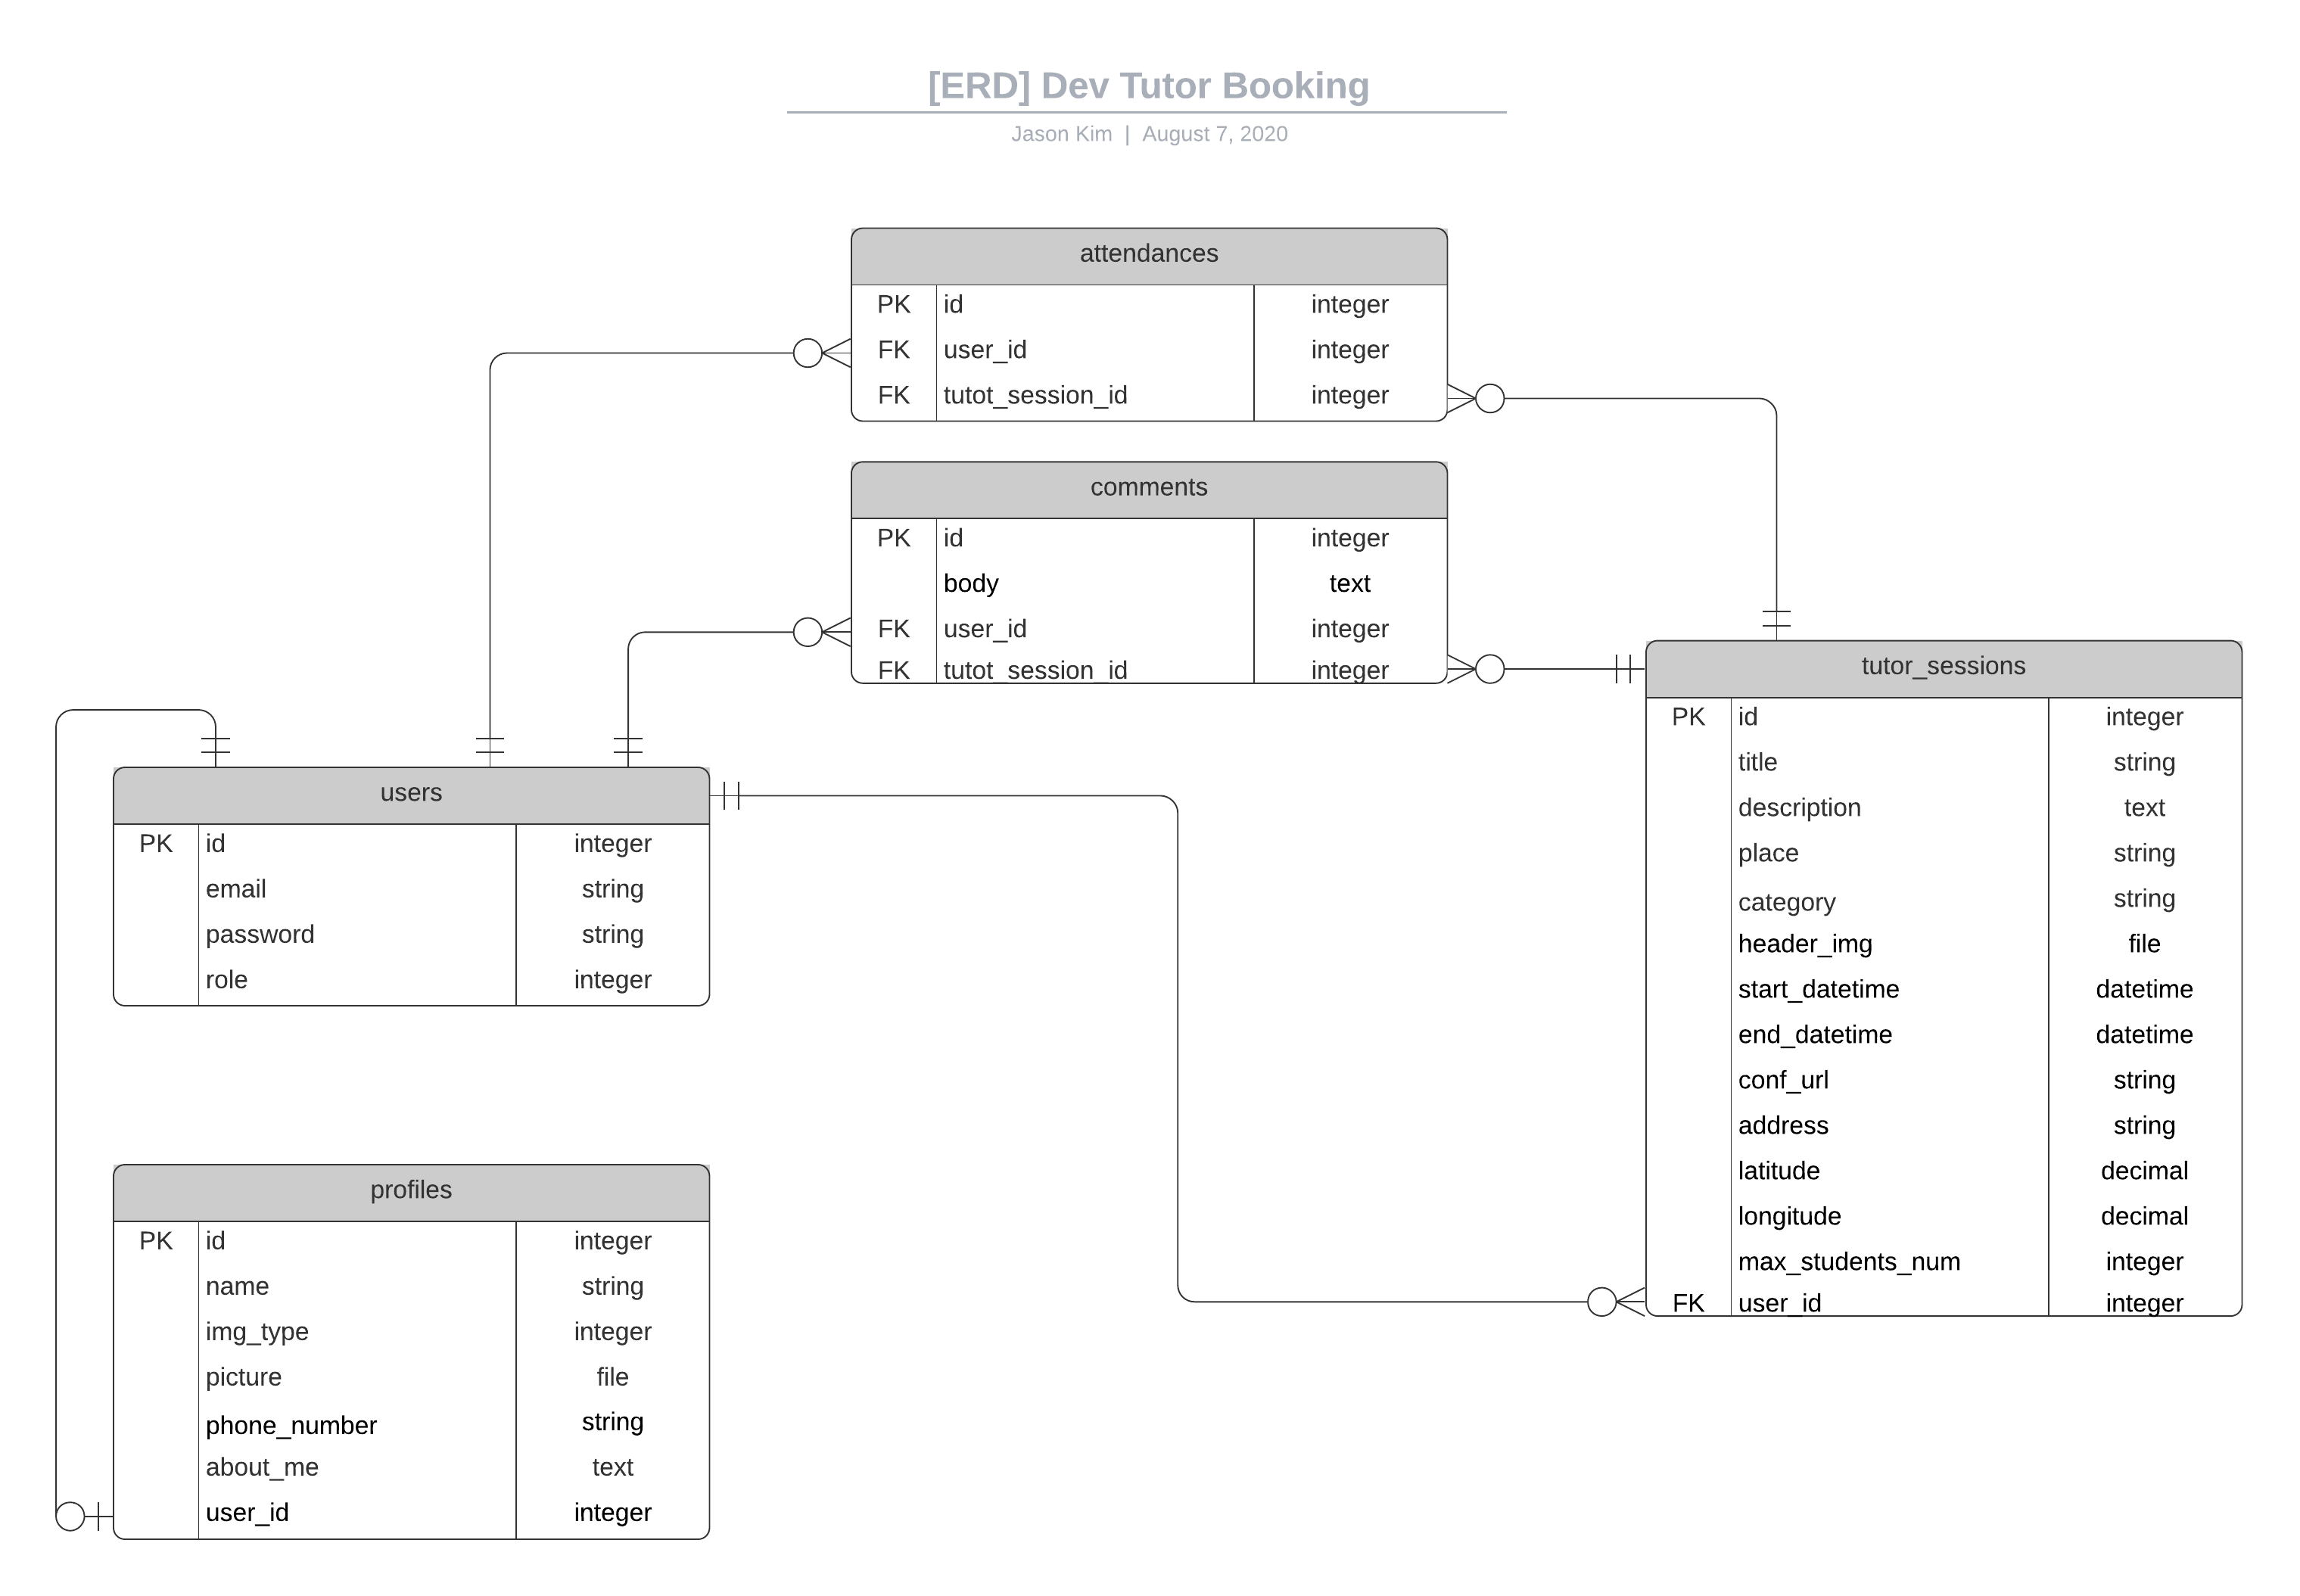 [ERD] Dev Tutor Booking
Jason Kim | August 7, 2020
attendances
PK id integer
FK user_id integer
FK tutot_session_id integer
comments
PK id integer
body text
FK user_id integer
FK tutot_session_id integer
tutor_sessions
PK id integer
title string
description text
place string
category string
header_img file
start_datetime datetime
end_datetime datetime
conf_url string
address string
latitude decimal
longitude decimal
max_students_num integer
FK user_id integer
users
PK id integer
email string
password string
role integer
profiles
PK id integer
name string
img_type integer
picture file
phone_number string
about_me text
user_id integer